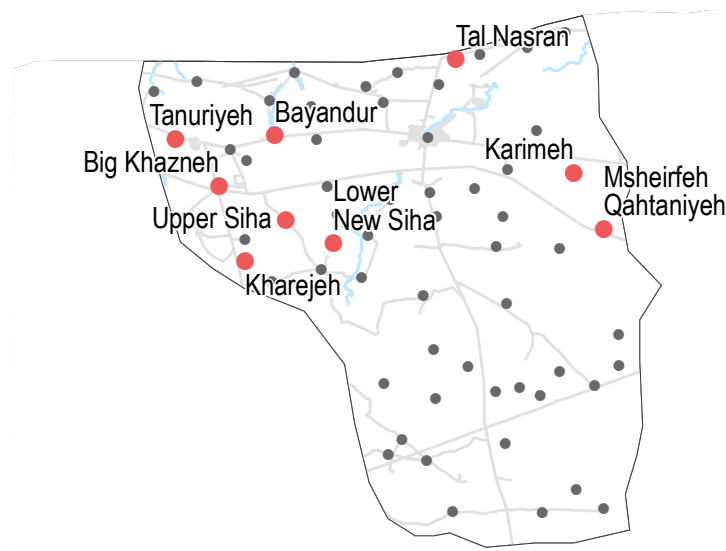 Tal Nasran
Tanuriyeh
Bayandur
Karimeh
Big Khazneh
Msheirfeh
Qahtaniyeh
Lower
New Siha
Upper Siha
Kharejeh